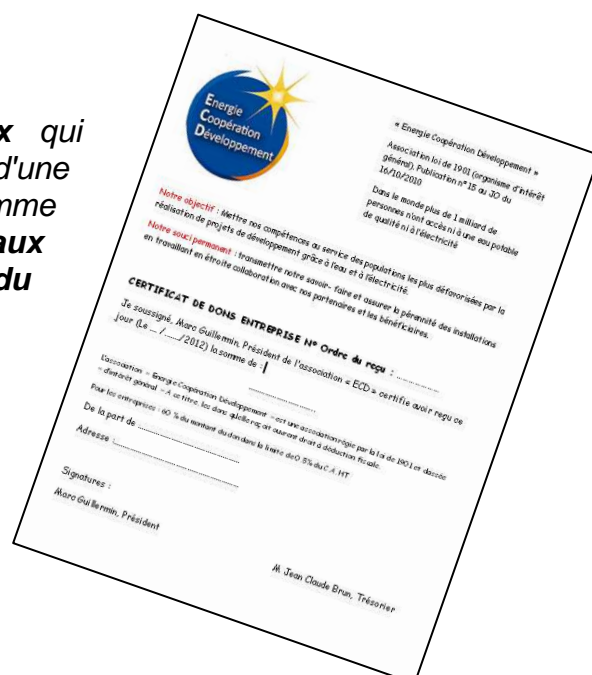 x qui
d'une
mme
aux
du
Energie
Coopération
Développement
« Energie Coopération Développement »
Association loi de 1901 (organisme d'intérêt
général), Publication n° 15 au JO du
16/10/2010
Dans le monde plus de 1 milliard de
personnes n'ont accès ni à une eau potable
de qualité ni à l'électricité
Notre objectif : Mettre nos compétences au service des populations les plus défavorisées par la
réalisation de projets de développement grâce à l'eau et à l'électricité.
Notre souci permanent : transmettre notre savoir- faire et assurer la pérennité des installations
en travaillant en étroite collaboration avec nos partenaires et les bénéficiaires.
CERTIFICAT DE DONS ENTREPRISE N° Ordre du reçu : ................
Je soussigné, Marc Guillermin, Président de l'association « ECD » certifie avoir reçu ce
jour (Le ... /...../2012) la somme de :
.......................
L'association « Energie Coopération Développement » est une association régie par la loi de 1901 et classée
« d'intérêt général » A ce titre, les dons qu'elle reçoit ouvrent droit à déduction fiscale.
Pour les entreprises : 60 % du montant du don dans la limite de 0.5% du C.A. HT
De la part de ..............................
Adresse :..............................
Signatures :
Marc Guillermin, Président
M. Jean Claude Brun, Trésorier